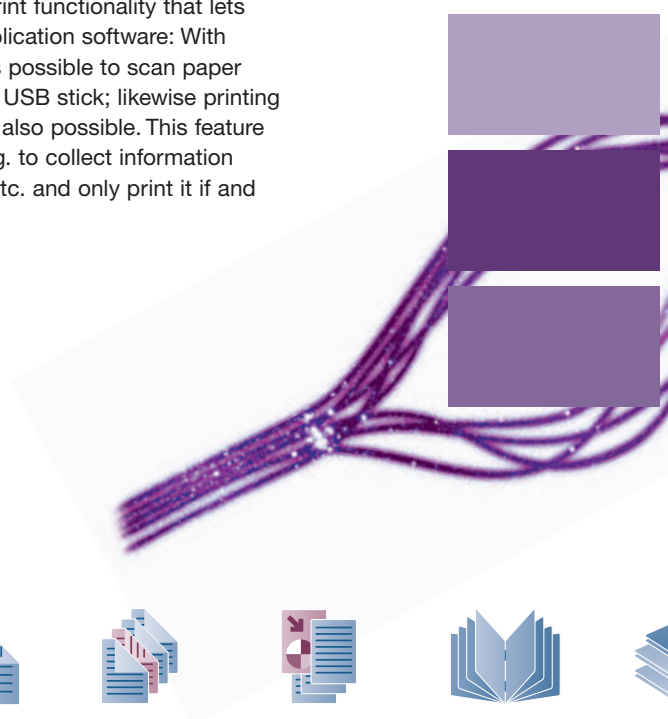 rint functionality that lets
plication software: With
s possible to scan paper
USB stick; likewise printing
also possible. This feature
g. to collect information
tc. and only print it if and